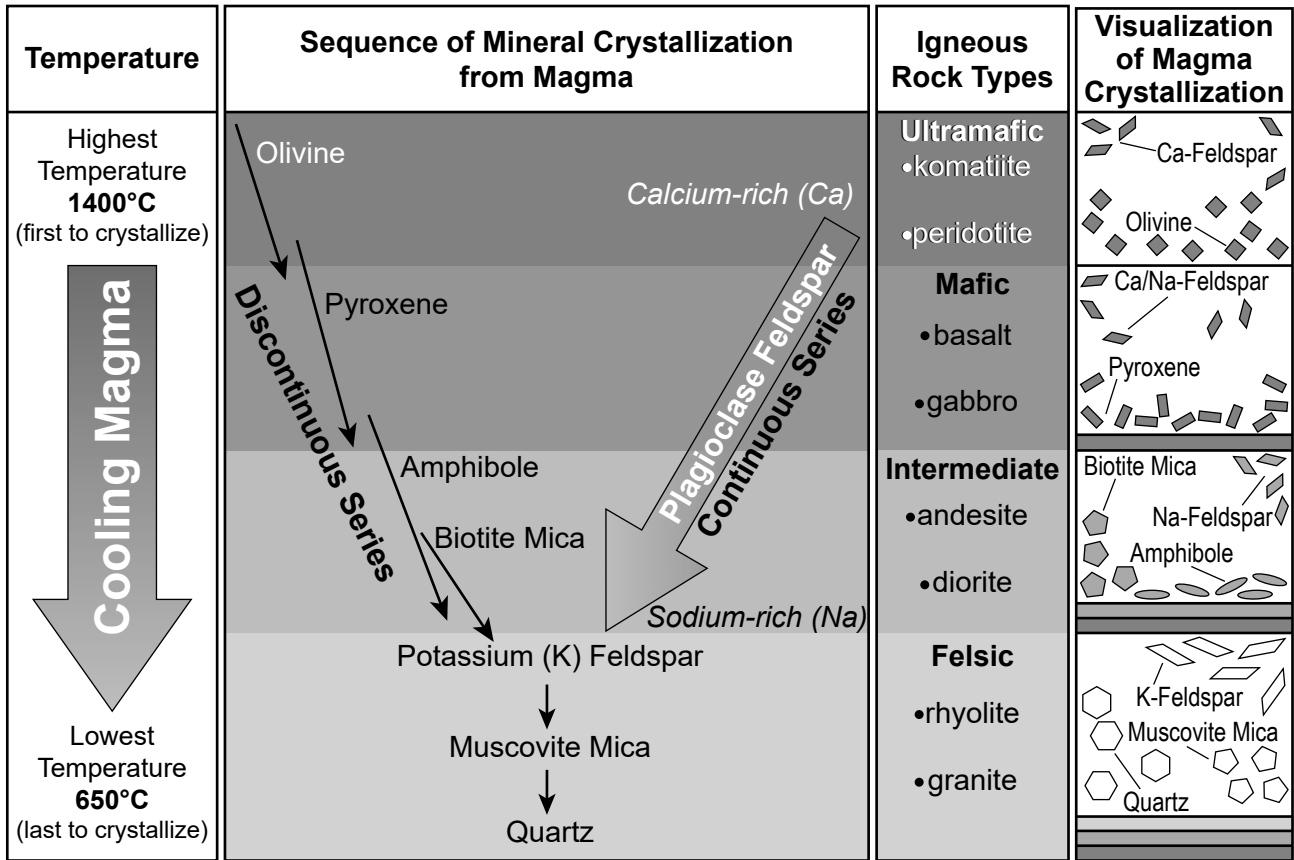 Temperature
Highest
Temperature
1400°C
(first to crystallize)
Cooling Magma
Lowest
Temperature
650°C
(last to crystallize)
Sequence of Mineral Crystallization
from Magma
Olivine
Pyroxene
Amphibole
Biotite Mica
Discontinuous Series
Calcium-rich (Ca)
Plagioclase Feldspar
Continuous Series
Sodium-rich (Na)
Potassium (K) Feldspar
Muscovite Mica
Quartz
Igneous
Rock Types
Ultramafic
•komatiite
•peridotite
Mafic
•basalt
•gabbro
Intermediate
•andesite
•diorite
Felsic
•rhyolite
•granite
Visualization
of Magma
Crystallization
Ca-Feldspar
Olivine
Ca/Na-Feldspar
Pyroxene
Biotite Mica
Na-Feldspar
Amphibole
K-Feldspar
Muscovite Mica
Quartz